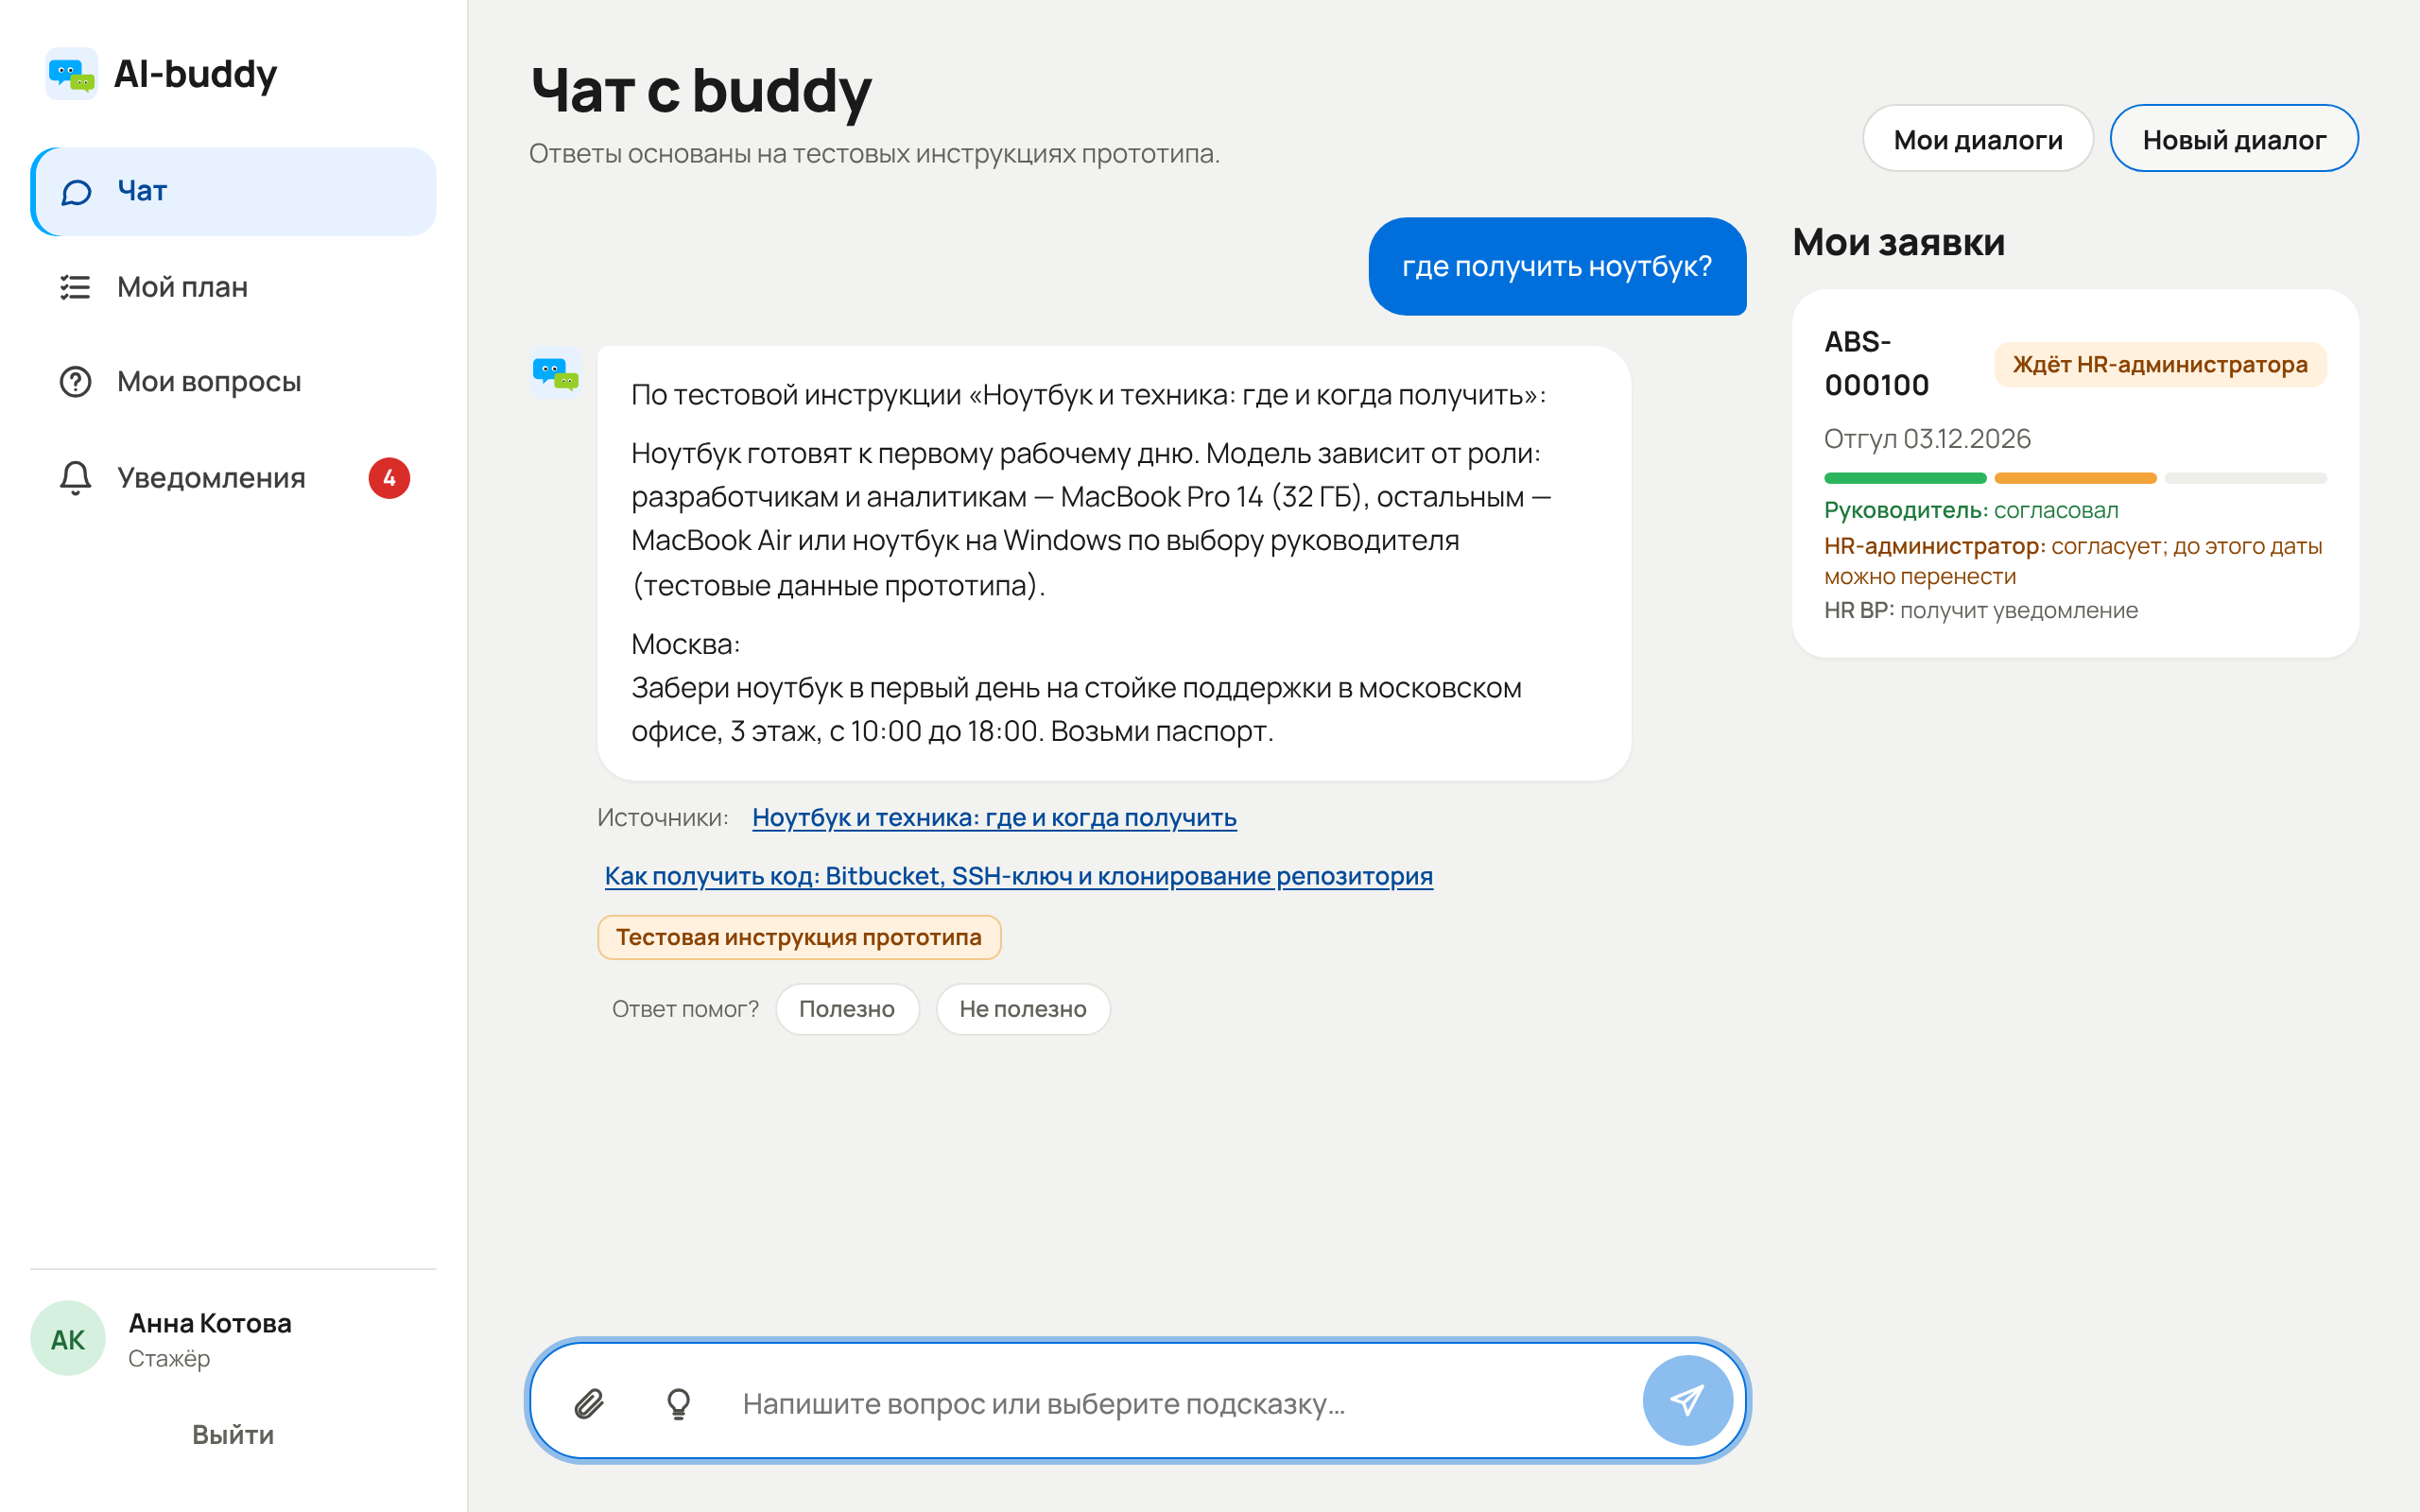 AI-buddy
Чат
Мой план
Мои вопросы
Уведомления
4
Анна Котова
АК
Стажёр
Выйти
Чат с buddy
Ответы основаны на тестовых инструкциях прототипа.
Мои диалоги
Новый диалог
где получить ноутбук?
По тестовой инструкции «Ноутбук и техника: где и когда получить»:
Ноутбук готовят к первому рабочему дню. Модель зависит от роли:
разработчикам и аналитикам — MacBook Pro 14 (32 ГБ), остальным —
MacBook Air или ноутбук на Windows по выбору руководителя
(тестовые данные прототипа).
Москва:
Забери ноутбук в первый день на стойке поддержки в московском
офисе, 3 этаж, с 10:00 до 18:00. Возьми паспорт.
Источники: Ноутбук и техника: где и когда получить
Как получить код: Bitbucket, SSH-ключ и клонирование репозитория
Тестовая инструкция прототипа
Ответ помог? Полезно Не полезно
Напишите вопрос или выберите подсказку...
Мои заявки
ABS-
000100
Ждёт HR-администратора
Отгул 03.12.2026
Руководитель: согласовал
HR-администратор: согласует; до этого даты
можно перенести
HR BP: получит уведомление